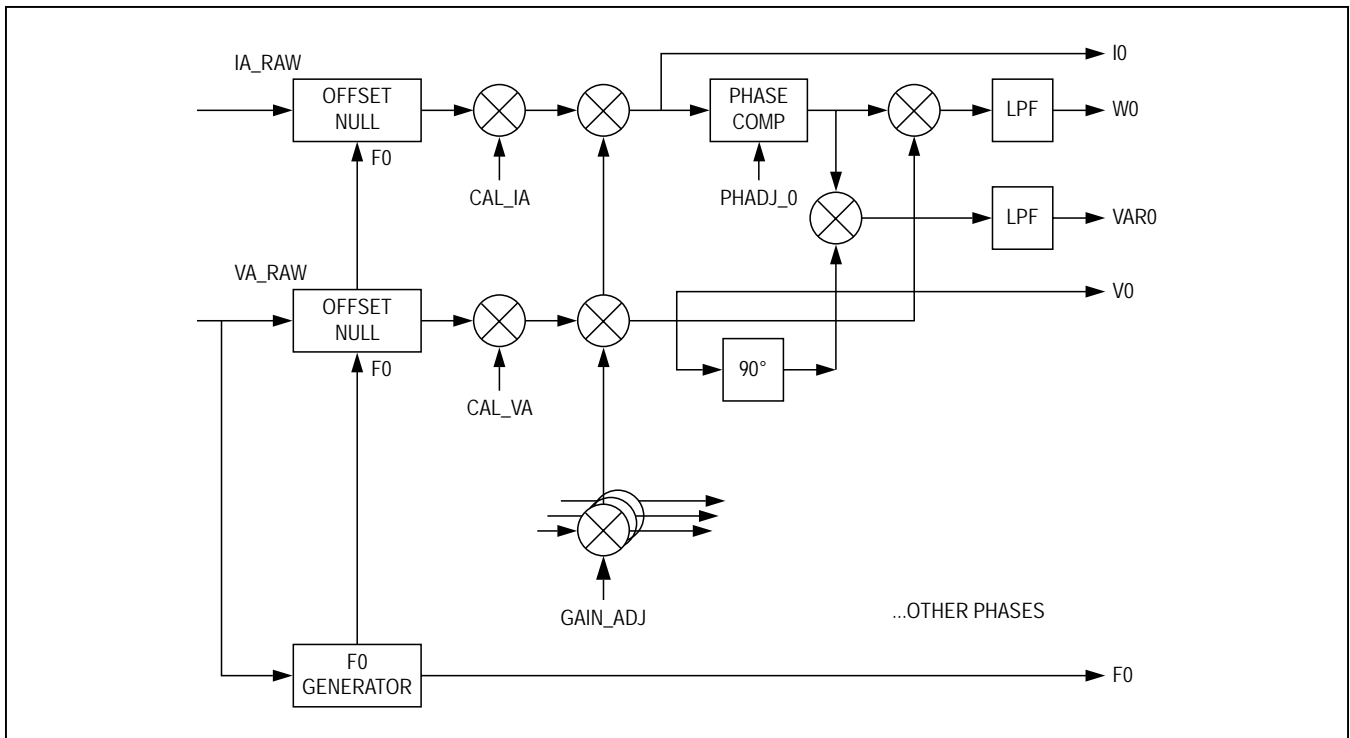 I0
IA_RAW
OFFSET
NULL
PHASE
COMP
LPF
W0
F0
CAL_IA
PHADJ_0
LPF
VAR0
VA_RAW
V0
OFFSET
NULL
F0
90°
CAL_VA
GAIN_ADJ
...OTHER PHASES
F0
GENERATOR
F0